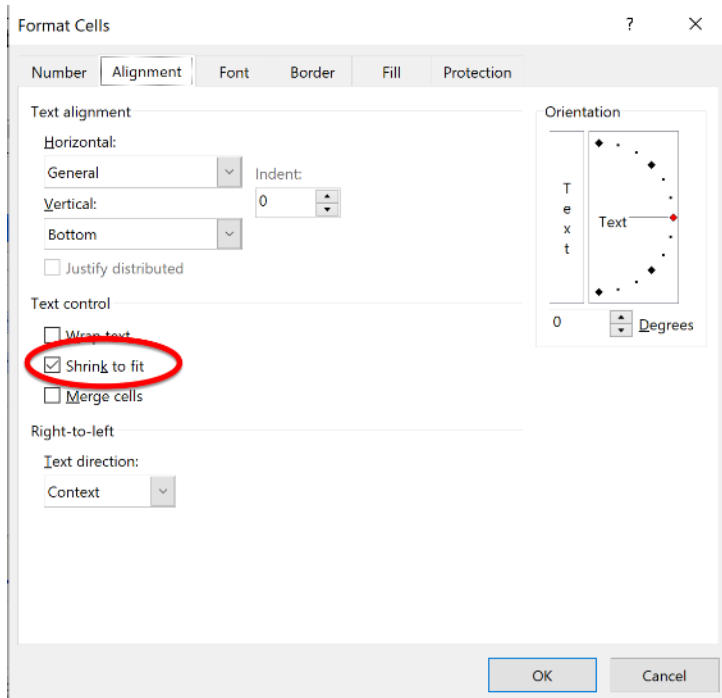 Format Cells ? ×
Number Alignment Font Border Fill Protection
Text alignment
Horizontal:
General
Indent:
0
Vertical:
Bottom
Justify distributed
Text control
Wrap text
Shrink to fit
Merge cells
Right-to-left
Text direction:
Context
Orientation
Text
Text
0 Degrees
OK Cancel